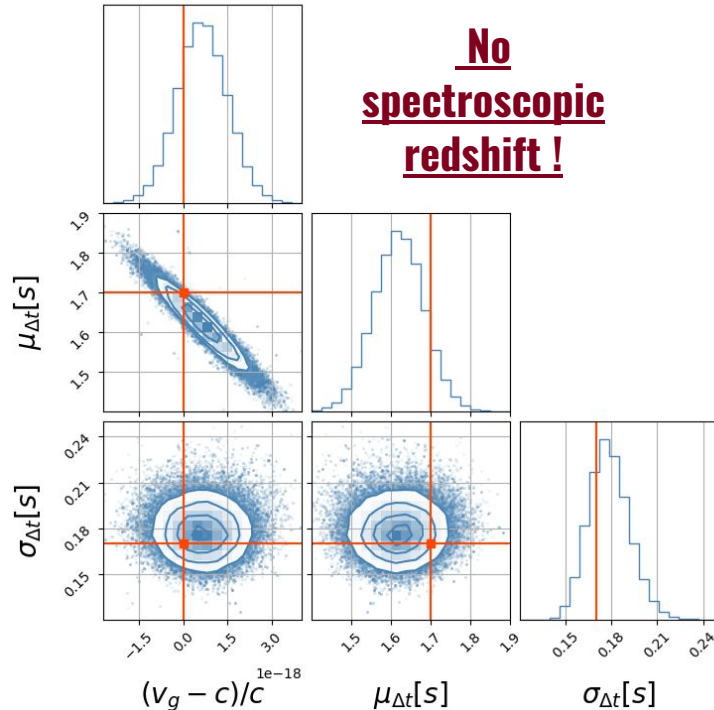 No
spectroscopic
redshift !
1.9
1.8
1.7
1.6
1.5
μΔt[s]
0.24
0.21
0.18
0.15
σΔt[s]
−1.5 0.0 1.5 3.0
1.5 1.6 1.7 1.8 1.9
0.15 0.18 0.21 0.24
1e−18
(v_g − c)/c
μΔt[s]
σΔt[s]